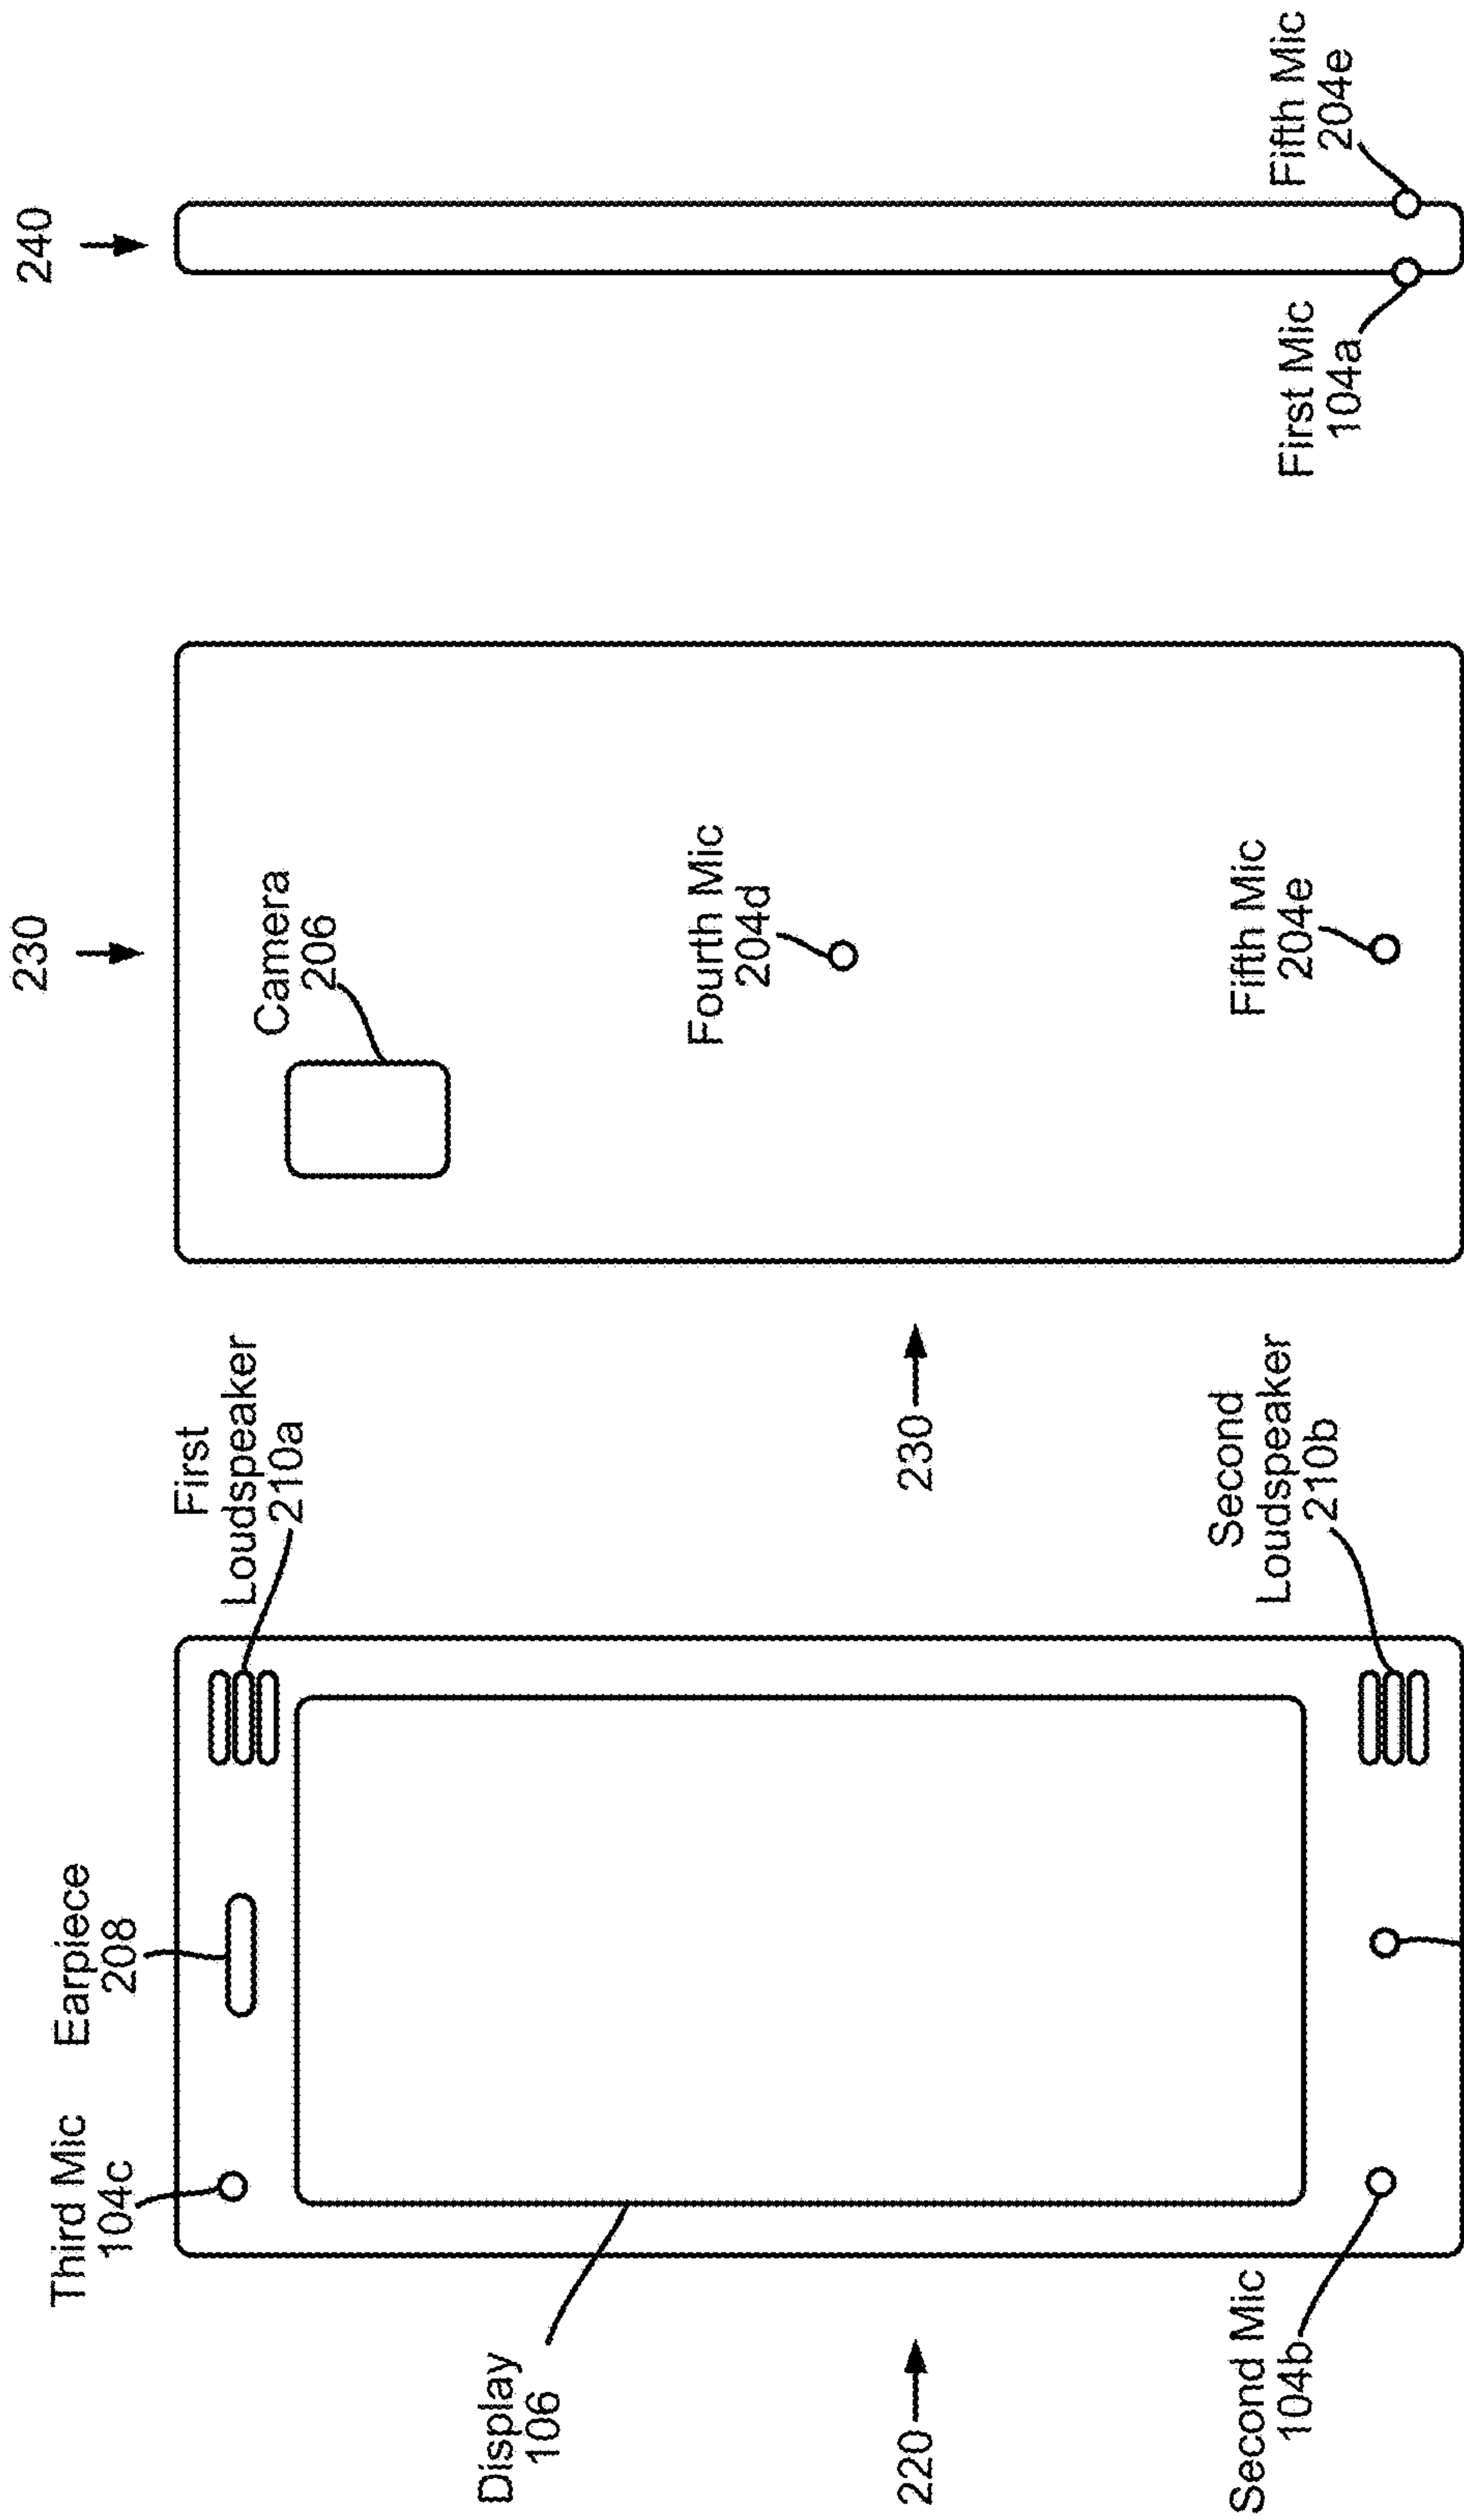 Third Mic
104c
Earpiece
208
First
Loudspeaker
210a
230
Camera
206
240
Display
106
Fourth Mic
204d
220
230
Second Mic
104b
Second
Loudspeaker
210b
Fifth Mic
204e
First Mic
104a
Fifth Mic
204e